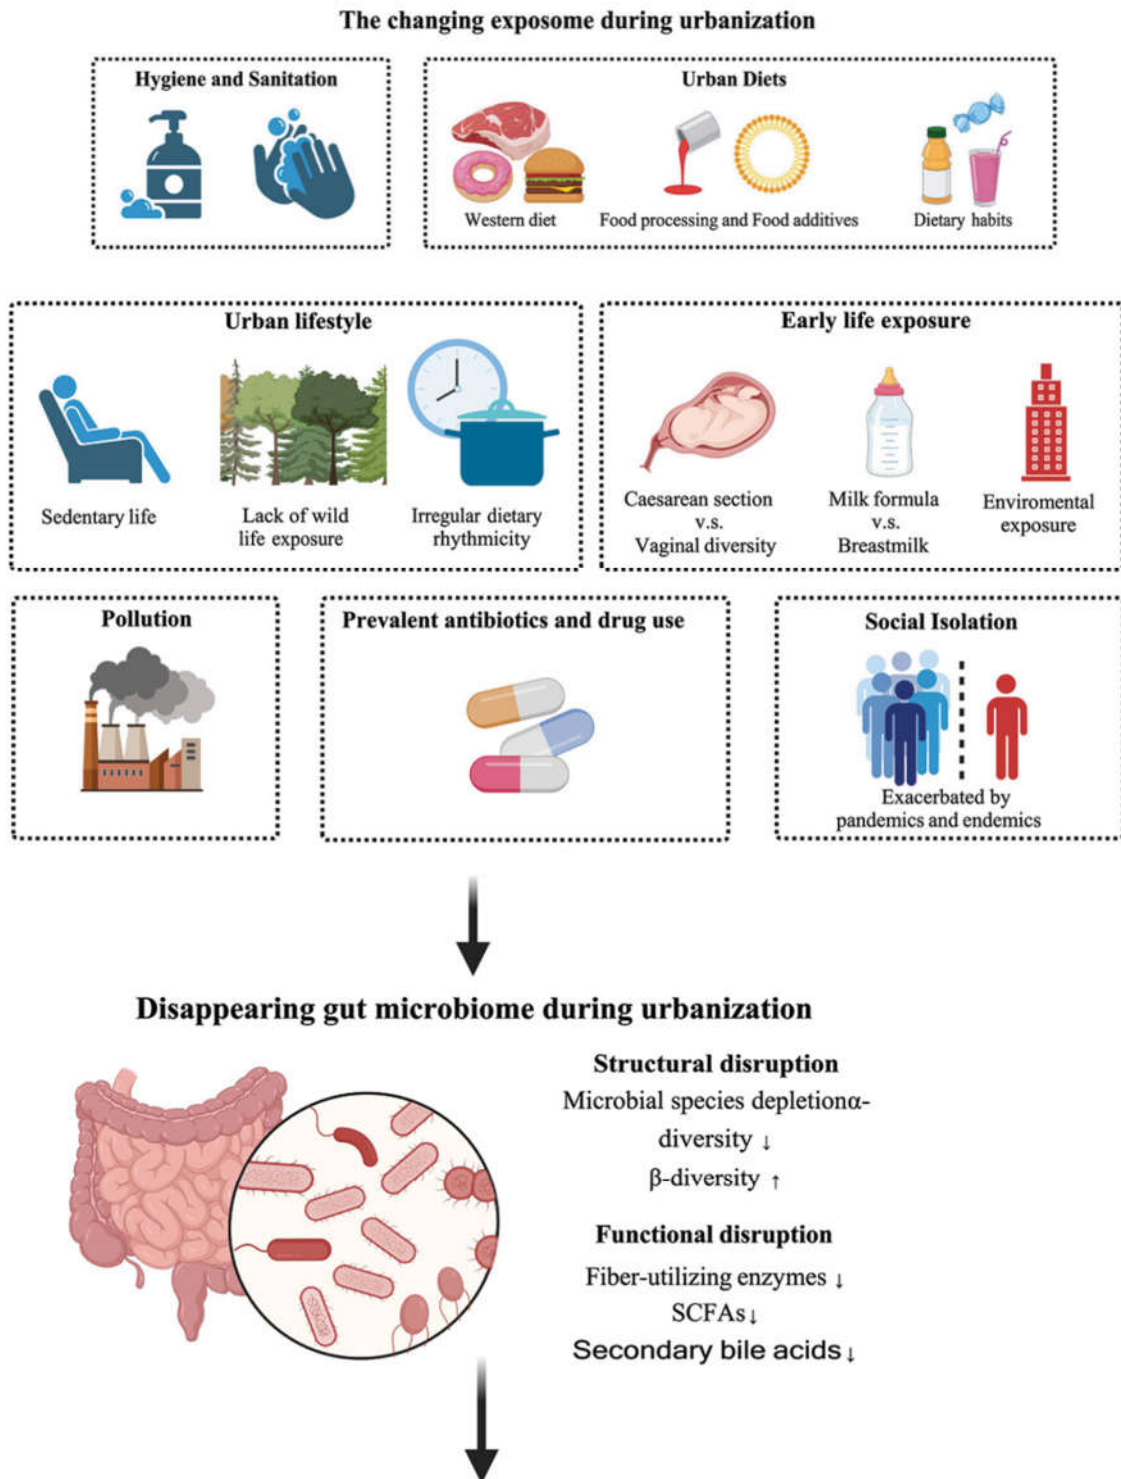 The changing exposome during urbanization
Hygiene and Sanitation
Urban Diets
Western diet
Food processing and Food additives
Dietary habits
Urban lifestyle
Sedentary life
Lack of wild
life exposure
Irregular dietary
rhythmicity
Early life exposure
Caesarean section
v.s.
Vaginal diversity
Milk formula
v.s.
Breastmilk
Enviromental
exposure
Pollution
Prevalent antibiotics and drug use
Social Isolation
Exacerbated by
pandemics and endemics
Disappearing gut microbiome during urbanization
Structural disruption
Microbial species depletionα-
diversity ↓
β-diversity ↑
Functional disruption
Fiber-utilizing enzymes ↓
SCFAs↓
Secondary bile acids↓